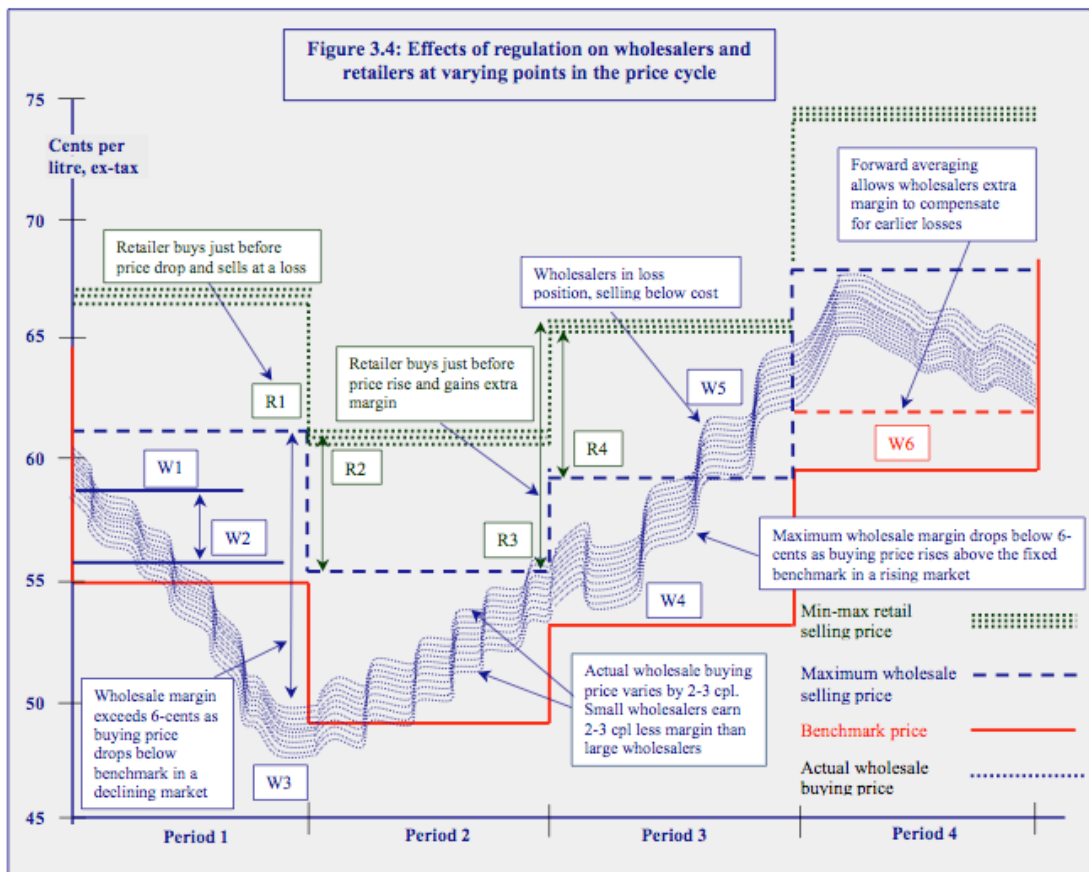 Figure 3.4: Effects of regulation on wholesalers and
retailers at varying points in the price cycle
75
Cents per
litre, ex-tax
70
65
60
55
50
45
Retailer buys just before
price drop and sells at a loss
R1
W1
W2
Wholesale margin
exceeds 6-cents as
buying price
drops below
benchmark in a
declining market
W3
Retailer buys just before
price rise and gains extra
margin
R2
R3
Actual wholesale buying
price varies by 2-3 cpl.
Small wholesalers earn
2-3 cpl less margin than
large wholesalers
Wholesalers in loss
position, selling below cost
R4
W5
W4
Forward averaging
allows wholesalers extra
margin to compensate
for earlier losses
W6
Maximum wholesale margin drops below 6-
cents as buying price rises above the fixed
benchmark in a rising market
Min-max retail
selling price
Maximum wholesale
selling price
Benchmark price
Actual wholesale
buying price
Period 1
Period 2
Period 3
Period 4